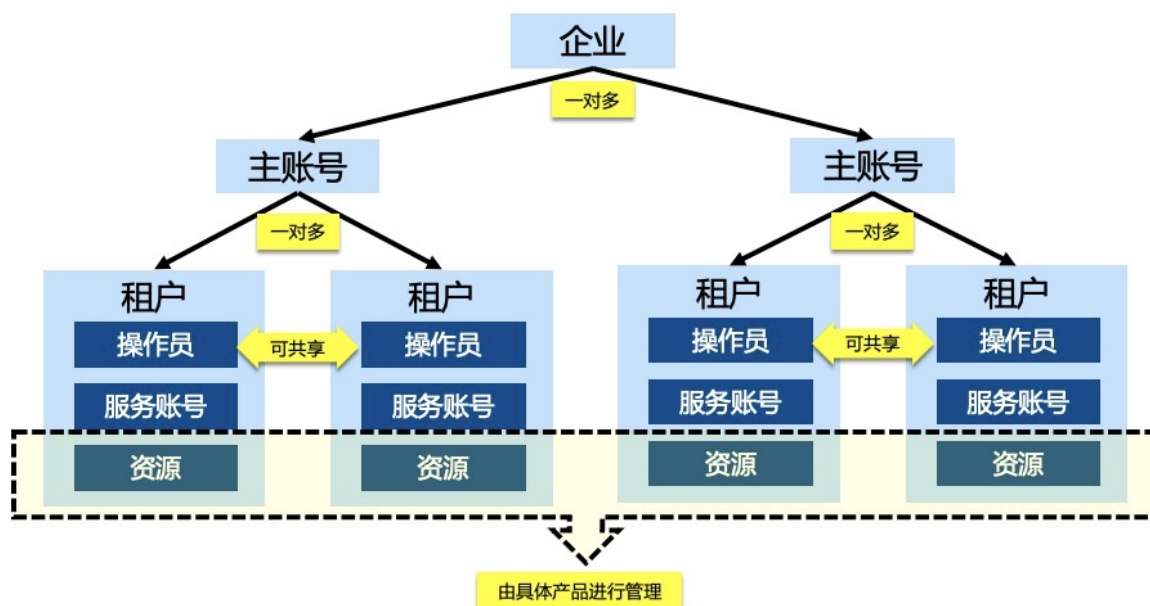 企业
一对多
主账号
主账号
一对多
一对多
租户
租户
租户
租户
操作员
可共享
操作员
操作员
可共享
操作员
服务账号
服务账号
服务账号
服务账号
资源
资源
资源
资源
由具体产品进行管理